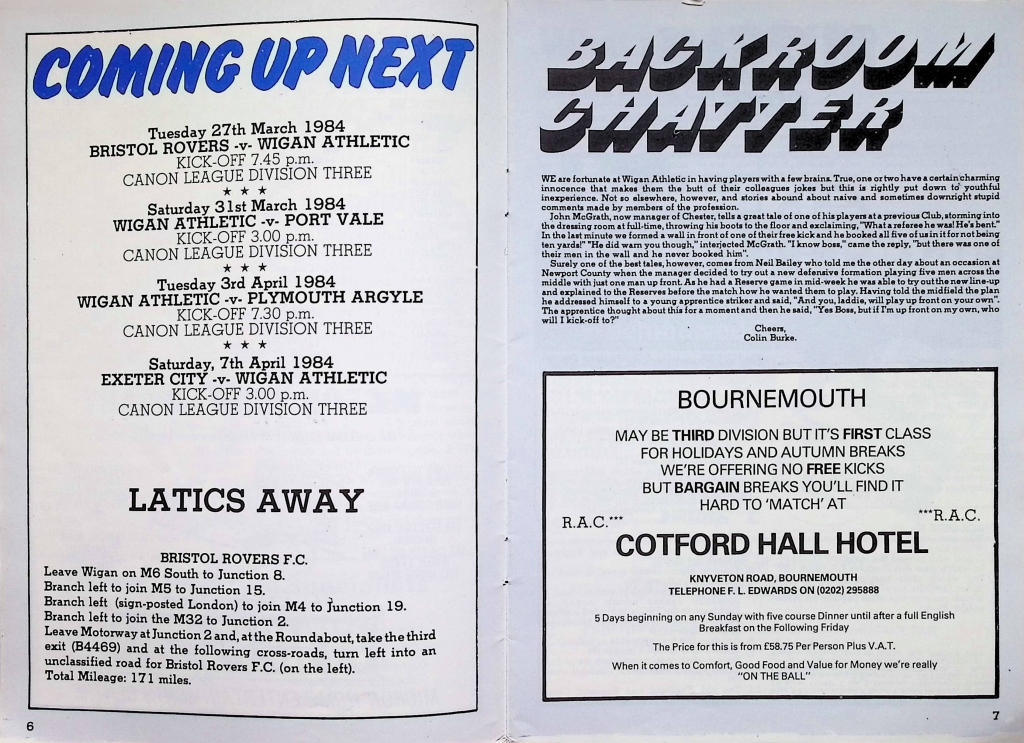 COMING UP NEXT
Tuesday 27th March 1984
BRISTOL ROVERS -v- WIGAN ATHLETIC
KICK-OFF 7.45 p.m.
CANON LEAGUE DIVISION THREE
★ ★ ★
Saturday 31st March 1984
WIGAN ATHLETIC -v- PORT VALE
KICK-OFF 3.00 p.m.
CANON LEAGUE DIVISION THREE
★ ★ ★
Tuesday 3rd April 1984
WIGAN ATHLETIC -v- PLYMOUTH ARGYLE
KICK-OFF 7.30 p.m.
CANON LEAGUE DIVISION THREE
★ ★ ★
Saturday, 7th April 1984
EXETER CITY -v- WIGAN ATHLETIC
KICK-OFF 3.00 p.m.
CANON LEAGUE DIVISION THREE
LATICS AWAY
BRISTOL ROVERS F.C.
Leave Wigan on M6 South to Junction 8.
Branch left to join M5 to Junction 15.
Branch left (sign-posted London) to join M4 to Junction 19.
Branch left to join the M32 to Junction 2.
Leave Motorway at Junction 2 and, at the Roundabout, take the third
exit (B4469) and at the following cross-roads, turn left into an
unclassified road for Bristol Rovers F.C. (on the left).
Total Mileage: 171 miles.
6
BACKROOM
CHATTER
WE are fortunate at Wigan Athletic in having players with a few brains. True, one or two have a certain charming
innocence that makes them the butt of their colleagues jokes but this is rightly put down to youthful
inexperience. Not so elsewhere, however, and stories abound about naive and sometimes downright stupid
comments made by members of the profession.
John McGrath, now manager of Chester, tells a great tale of one of his players at a previous Club, storming into
the dressing room at full-time, throwing his boots to the floor and exclaiming, "What a referee he was! He's bent."
In the last minute we formed a wall in front of one of their free kick and he booked all five of us in it for not being
ten yards!" "He did warn you though," interjected McGrath. "I know boss," came the reply, "but there was one of
their men in the wall and he never booked him".
Surely one of the best tales, however, comes from Neil Bailey who told me the other day about an occasion at
Newport County when the manager decided to try out a new defensive formation playing five men across the
middle with just one man up front. As he had a Reserve game in mid-week he was able to try out the new line-up
and explained to the Reserves before the match how he wanted them to play. Having told the midfield the plan
he addressed himself to a young apprentice striker and said, "And you, laddie, will play up front on your own".
The apprentice thought about this for a moment and then he said, "Yes Boss, but if I'm up front on my own, who
will I kick-off to?"
Cheers,
Colin Burke.
BOURNEMOUTH
MAY BE THIRD DIVISION BUT IT'S FIRST CLASS
FOR HOLIDAYS AND AUTUMN BREAKS
WE'RE OFFERING NO FREE KICKS
BUT BARGAIN BREAKS YOU'LL FIND IT
HARD TO 'MATCH' AT
R.A.C.*** ***R.A.C.
COTFORD HALL HOTEL
KNYVETON ROAD, BOURNEMOUTH
TELEPHONE F. L. EDWARDS ON (0202) 295888
5 Days beginning on any Sunday with five course Dinner until after a full English
Breakfast on the Following Friday
The Price for this is from £58.75 Per Person Plus V.A.T.
When it comes to Comfort, Good Food and Value for Money we're really
"ON THE BALL"
7